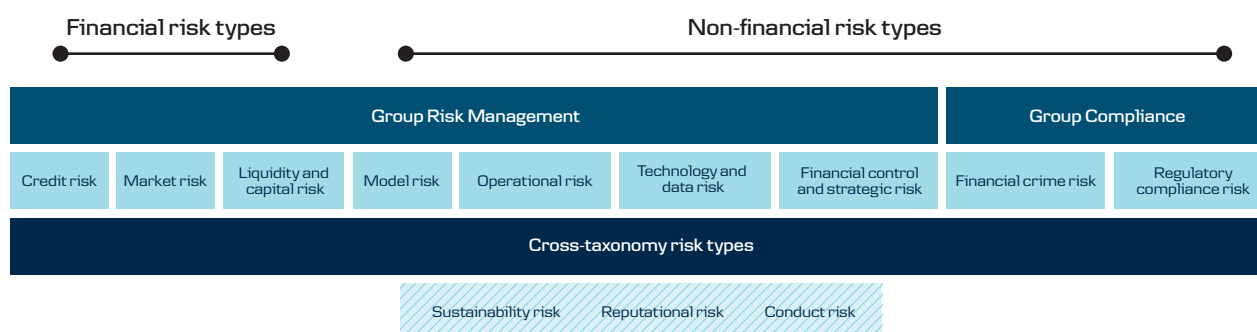 Financial risk types
Non-financial risk types
Group Risk Management
Group Compliance
Credit risk
Market risk
Liquidity and
capital risk
Model risk
Operational risk
Technology and
data risk
Financial control
and strategic risk
Financial crime risk
Regulatory
compliance risk
Cross-taxonomy risk types
Sustainability risk
Reputational risk
Conduct risk